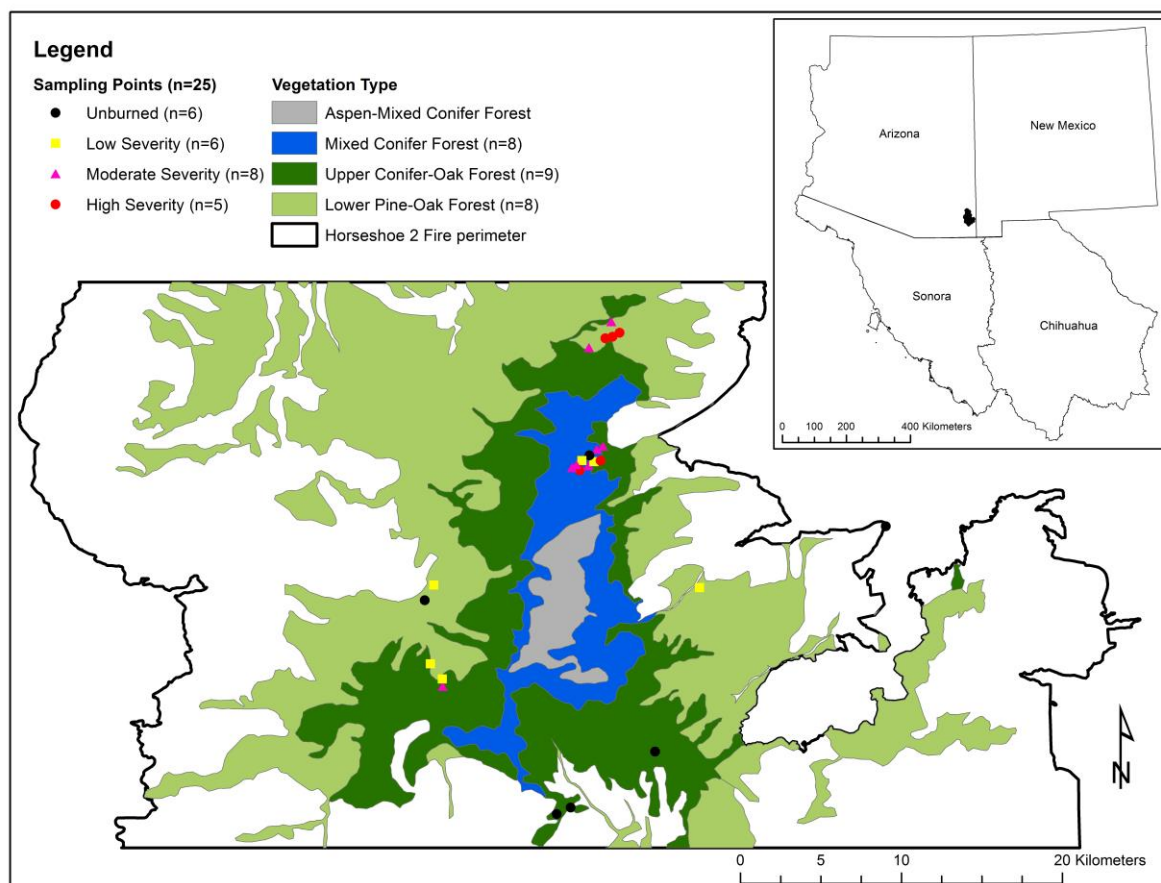 Legend
Sampling Points (n=25)
Unburned (n=6)
Low Severity (n=6)
Moderate Severity (n=8)
High Severity (n=5)
Vegetation Type
Aspen-Mixed Conifer Forest
Mixed Conifer Forest (n=8)
Upper Conifer-Oak Forest (n=9)
Lower Pine-Oak Forest (n=8)
Horseshoe 2 Fire perimeter
Arizona
New Mexico
Sonora
Chihuahua
0 100 200 400 Kilometers
N
0 5 10 20 Kilometers